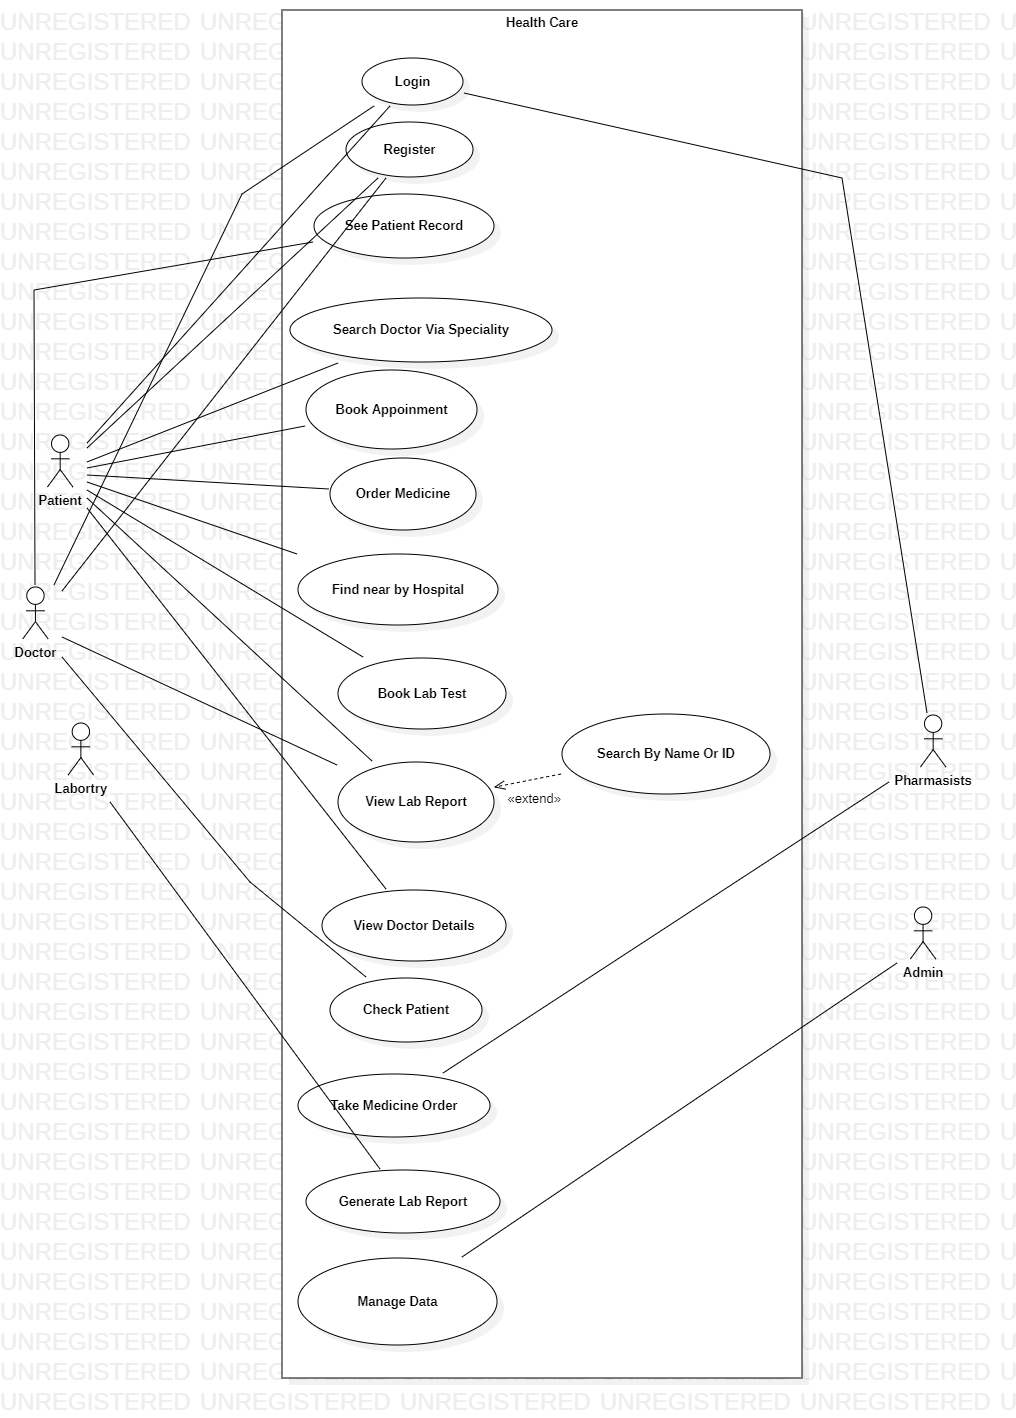 Health Care
Login
Register
See Patient Record
Search Doctor Via Speciality
Book Appoinment
Order Medicine
Patient
Find near by Hospital
Doctor
Book Lab Test
Search By Name Or ID
Labortry
Pharmasists
View Lab Report
«extend»
View Doctor Details
Admin
Check Patient
Take Medicine Order
Generate Lab Report
Manage Data
UNREGISTERED